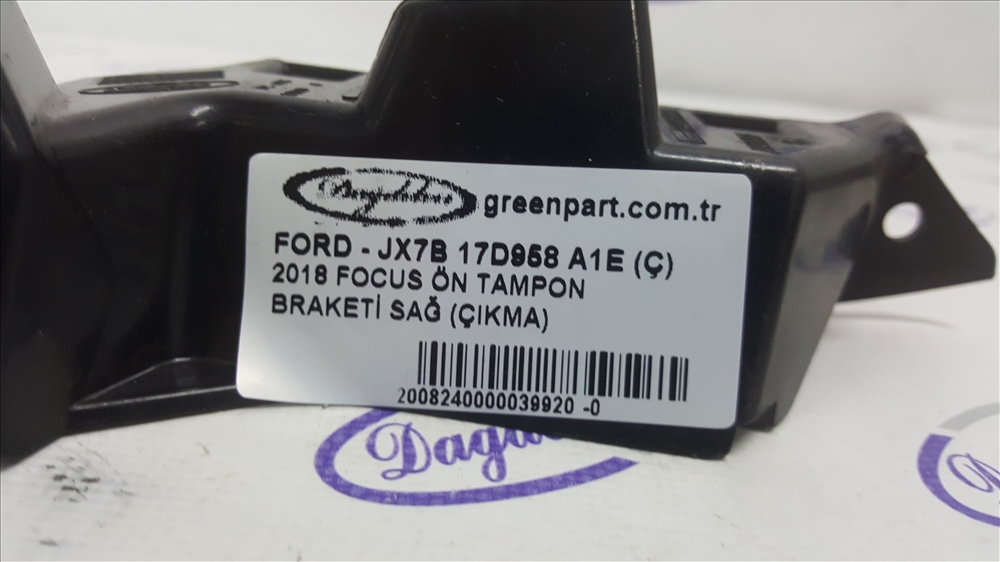 greenpart.com.tr
FORD - JX7B 17D958 A1E (Ç)
2018 FOCUS ÖN TAMPON
BRAKETİ SAĞ (ÇIKMA)
2008240000039920 -0